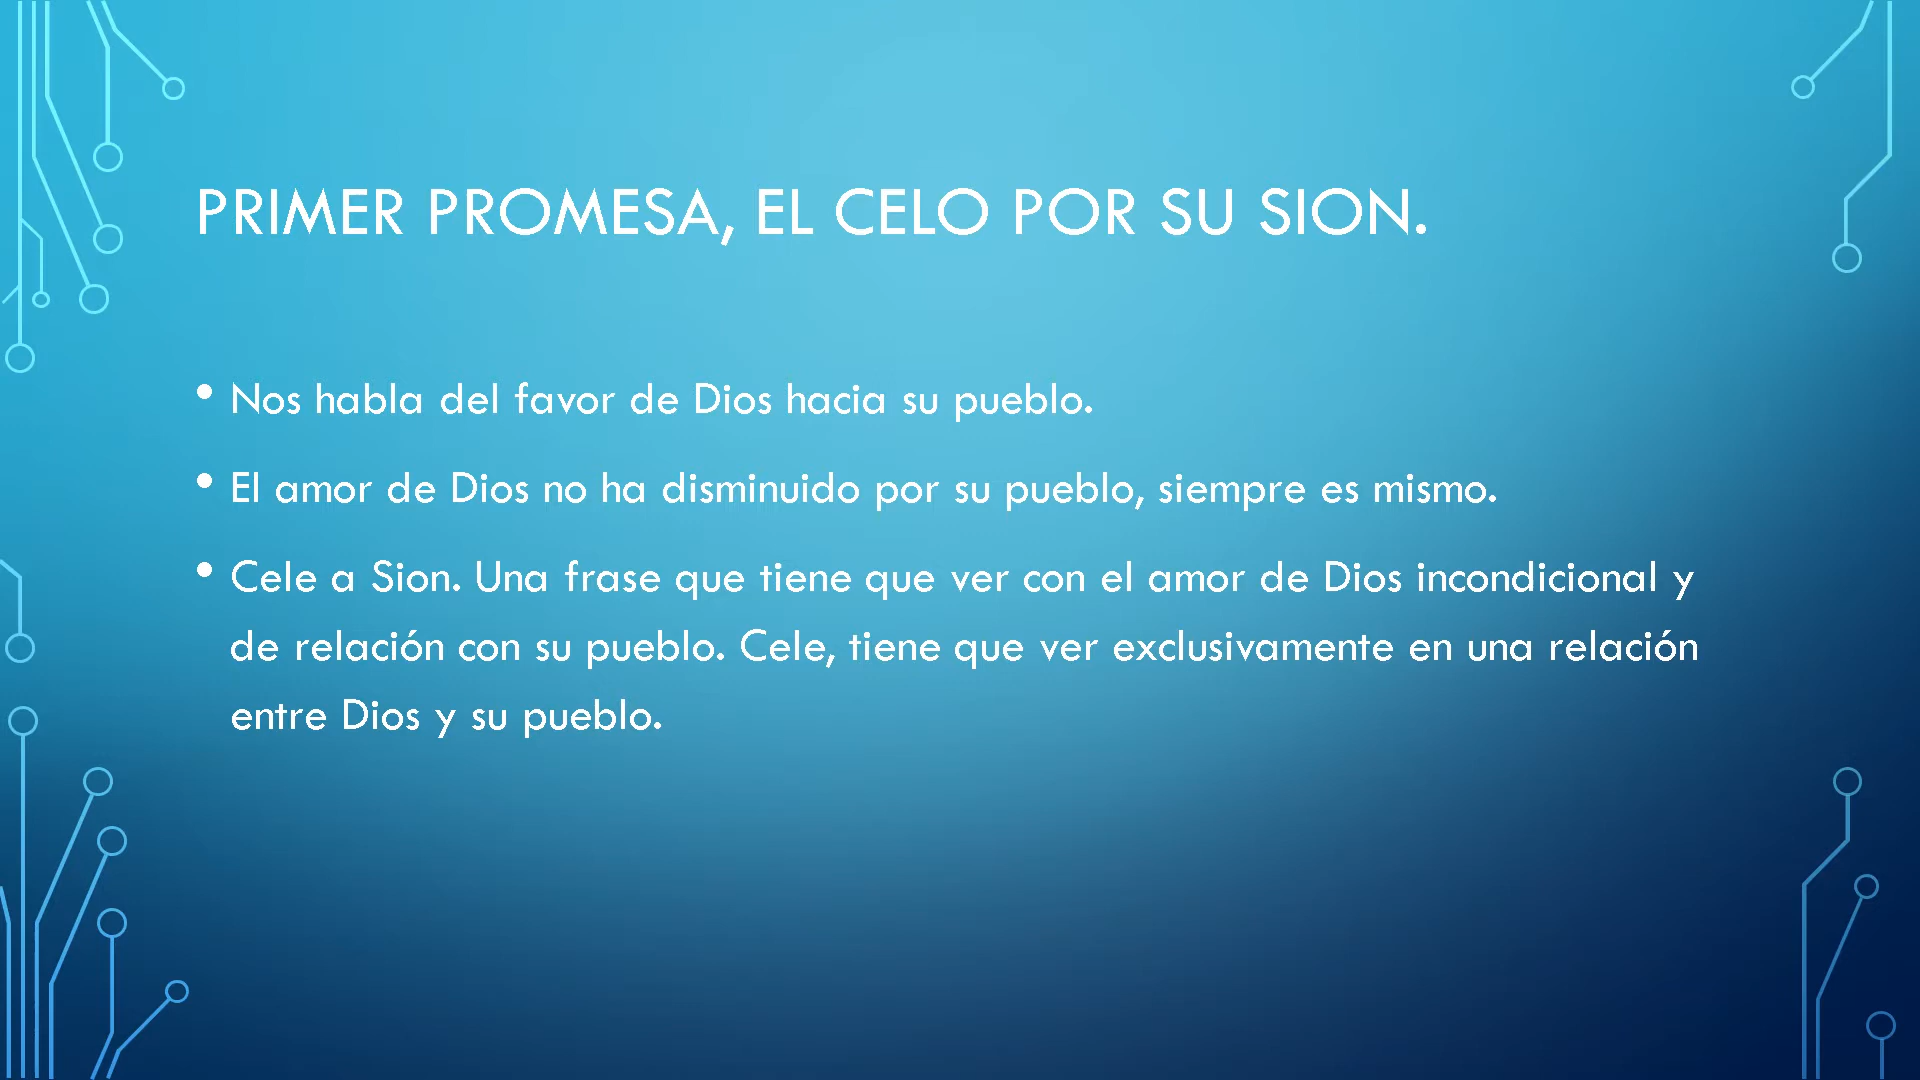 PRIMER PROMESA, EL CELO POR SU SION.
• Nos habla del favor de Dios hacia su pueblo.
• El amor de Dios no ha disminuido por su pueblo, siempre es mismo.
• Cele a Sion. Una frase que tiene que ver con el amor de Dios incondicional y
de relación con su pueblo. Cele, tiene que ver exclusivamente en una relación
entre Dios y su pueblo.